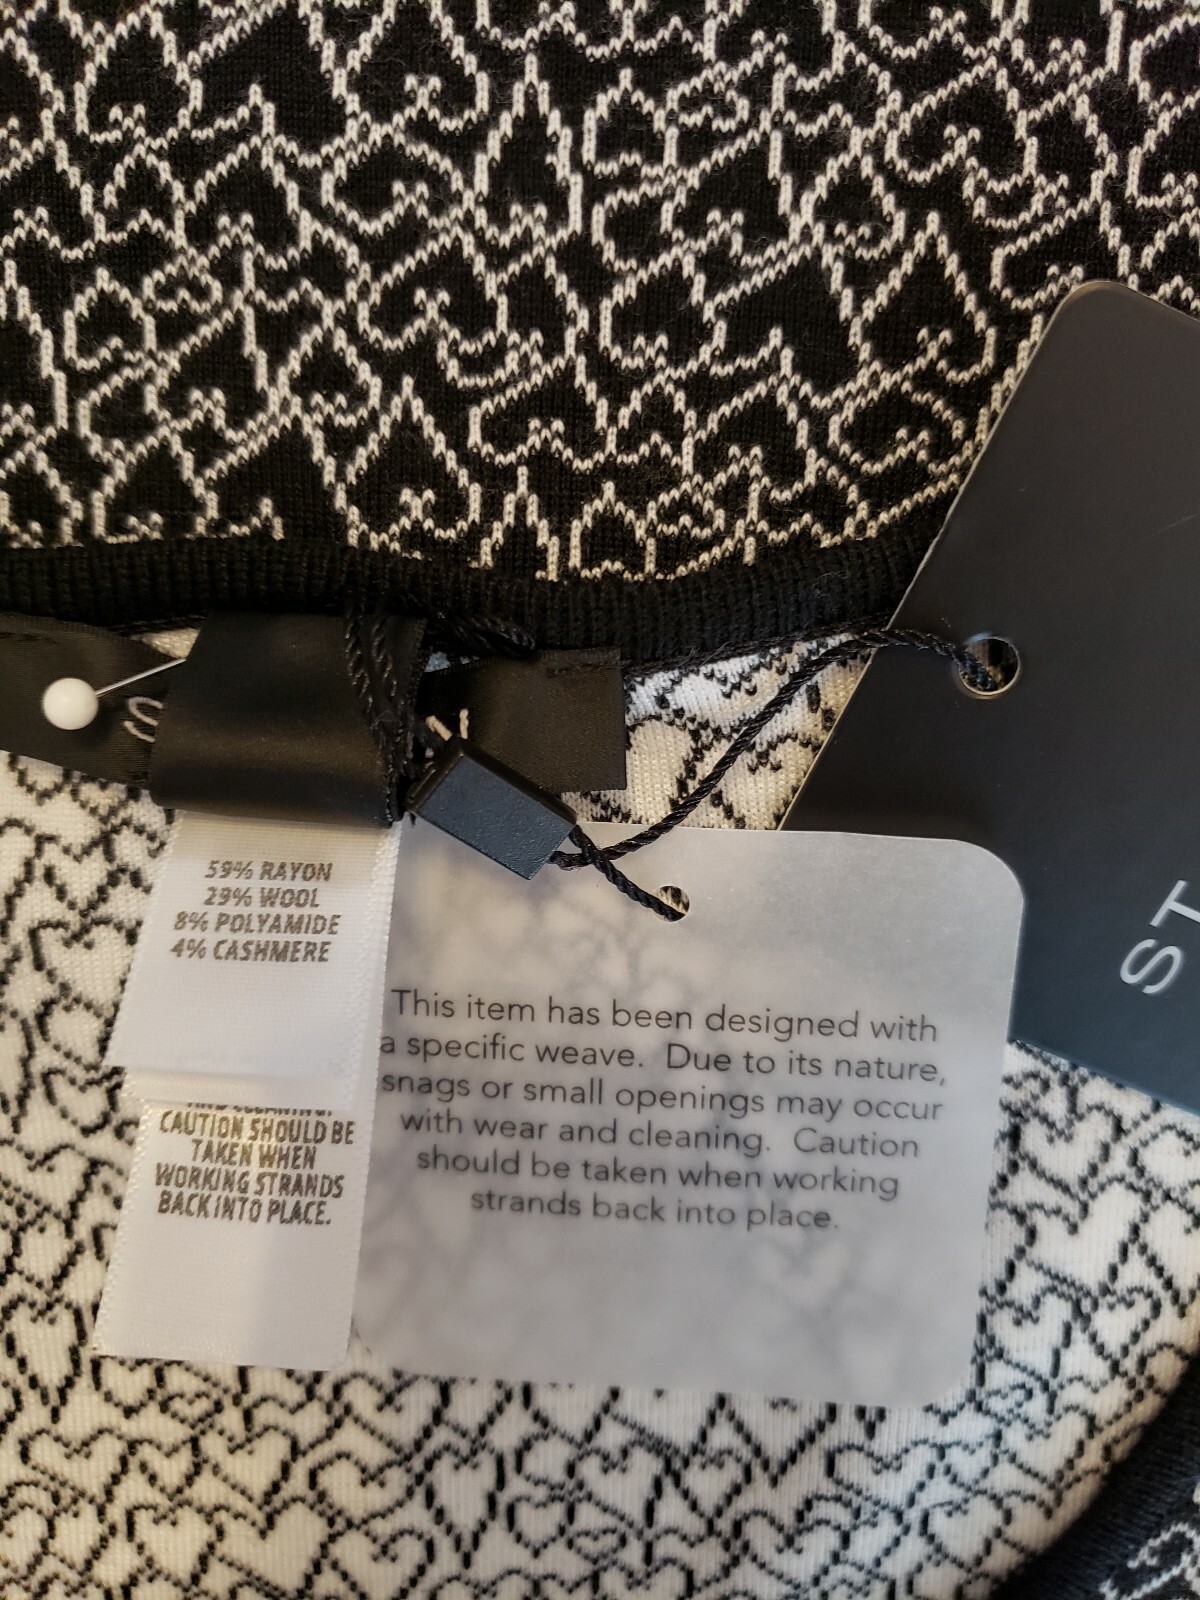 S
59% RAYON
29% WOOL
8% POLYAMIDE
4% CASHMERE
AND CLEANING.
CAUTION SHOULD BE
TAKEN WHEN
WORKING STRANDS
BACK INTO PLACE.
This item has been designed with
a specific weave. Due to its nature,
snags or small openings may occur
with wear and cleaning. Caution
should be taken when working
strands back into place.
ST